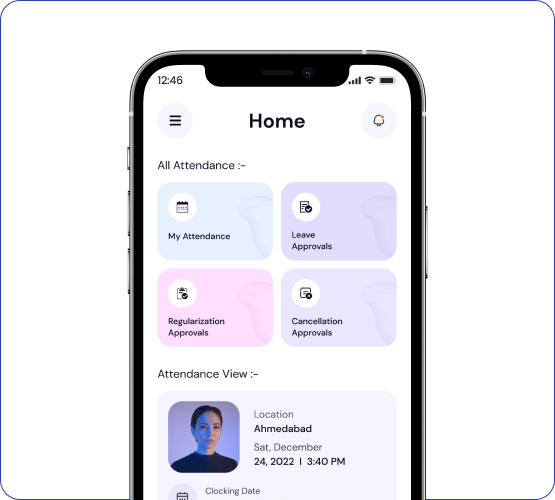 12:46
Home
All Attendance :-
My Attendance
Leave
Approvals
Regularization
Approvals
Cancellation
Approvals
Attendance View :-
Location
Ahmedabad
Sat, December
24, 2022 | 3:40 PM
Clocking Date